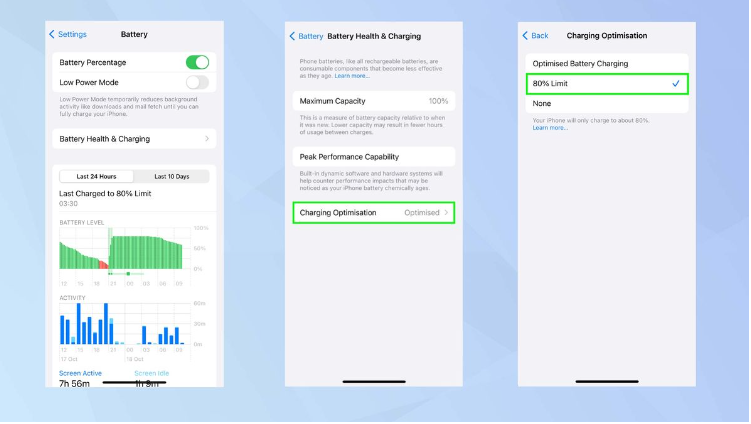 Settings
Battery
Battery Percentage
Low Power Mode
Low Power Mode temporarily reduces background
activity like downloads and mail fetch until you can
fully charge your iPhone.
Battery Health & Charging
Last 24 Hours
Last 10 Days
Last Charged to 80% Limit
03:30
BATTERY LEVEL
100%
50%
0%
12 15 18 21 00 03 06 09
ACTIVITY
60m
30m
0m
12 15 18 21 00 03 06 09
17 Oct 18 Oct
Screen Active
Screen Idle
7h 56m
1h 9m
Battery
Battery Health & Charging
Phone batteries, like all rechargeable batteries, are
consumable components that become less effective
as they age. Learn more...
Maximum Capacity 100%
This is a measure of battery capacity relative to when
it was new. Lower capacity may result in fewer hours
of usage between charges.
Peak Performance Capability
Built-in dynamic software and hardware systems will
help counter performance impacts that may be
noticed as your iPhone battery chemically ages.
Charging Optimisation Optimised
Back
Charging Optimisation
Optimised Battery Charging
80% Limit
None
Your iPhone will only charge to about 80%.
Learn more...